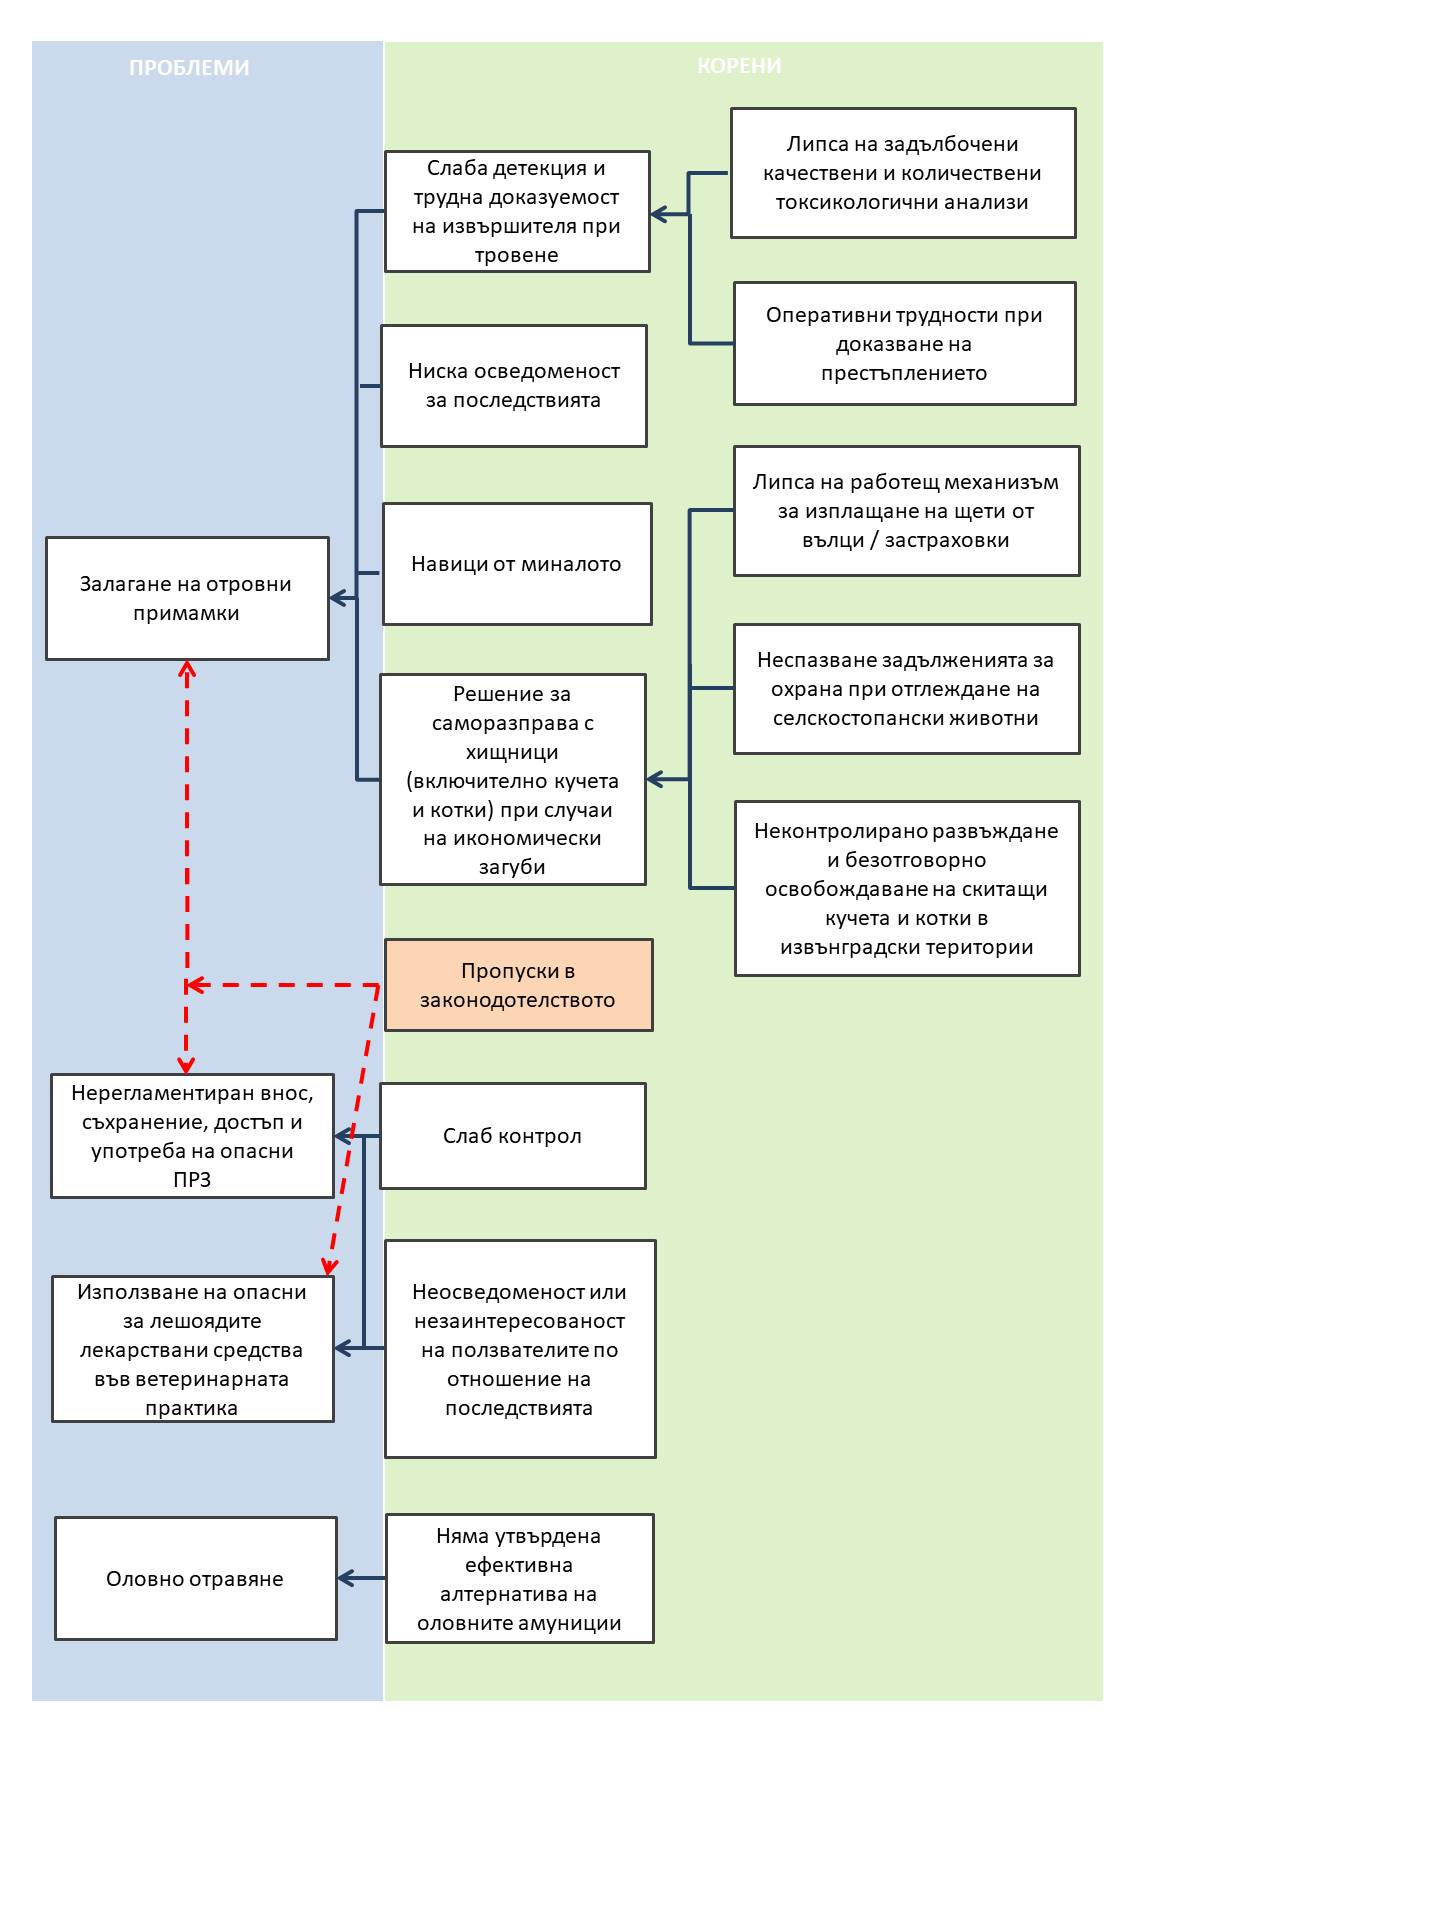 ПРОБЛЕМИ
КОРЕНИ
Липса на задълбочени
качествени и количествени
токсикологични анализи
Слаба детекция и
трудна доказуемост
на извършителя при
тровене
Оперативни трудности при
доказване на
престъплението
Ниска осведоменост
за последствията
Липса на работещ механизъм
за изплащане на щети от
вълци / застраховки
Навици от миналото
Залагане на отровни
примамки
Неспазване задълженията за
охрана при отглеждане на
селскостопански животни
Решение за
саморазправа с
хищници
(включително кучета
и котки) при случаи
на икономически
загуби
Неконтролирано развъждане
и безотговорно
освобождаване на скитащи
кучета и котки в
извънградски територии
Пропуски в
законодотелството
Нерегламентиран внос,
съхранение, достъп и
употреба на опасни
ПРЗ
Слаб контрол
Използване на опасни
за лешоядите
лекарствани средства
във ветеринарната
практика
Неосведоменост или
незаинтересованост
на ползвателите по
отношение на
последствията
Оловно отравяне
Няма утвърдена
ефективна
алтернатива на
оловните амуниции